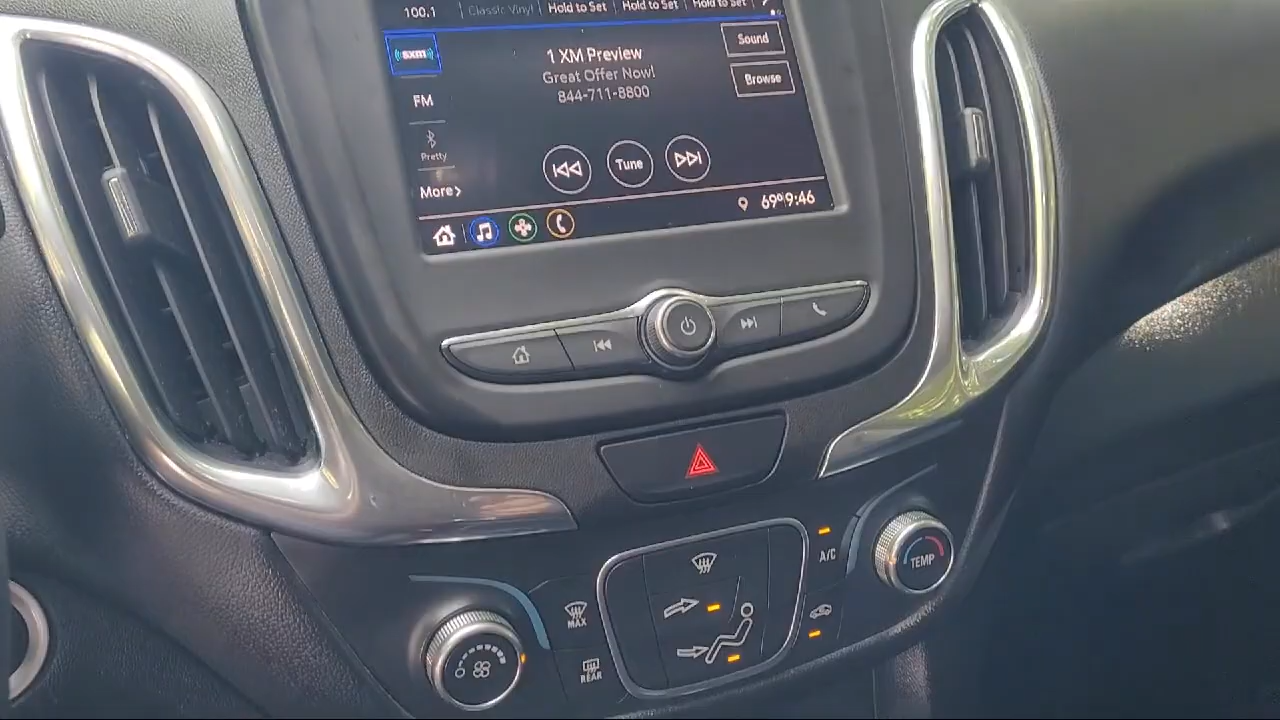 100.1 Classic Vinyl Hold to Set Hold to Set Hold to Set
sxm
1 XM Preview
Great Offer Now!
844-711-8800
Sound
Browse
FM
Pretty
More>
Tune
69° 9:46
A/C
TEMP
MAX
REAR